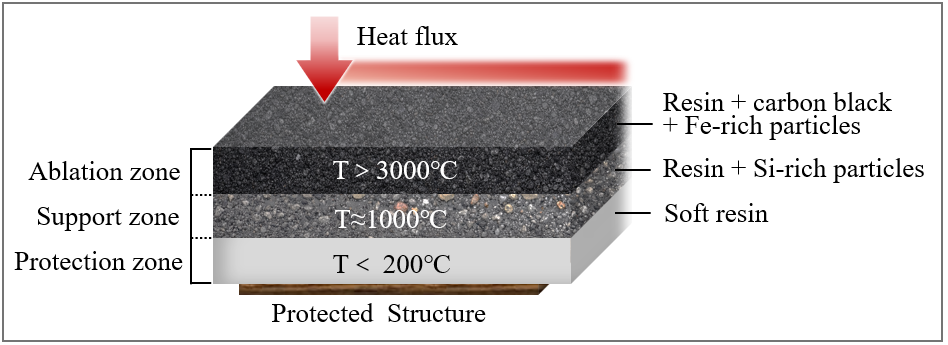 Heat flux
Resin + carbon black
+ Fe-rich particles
Ablation zone
T > 3000℃
Resin + Si-rich particles
Support zone
T≈1000℃
Soft resin
Protection zone
T < 200℃
Protected Structure